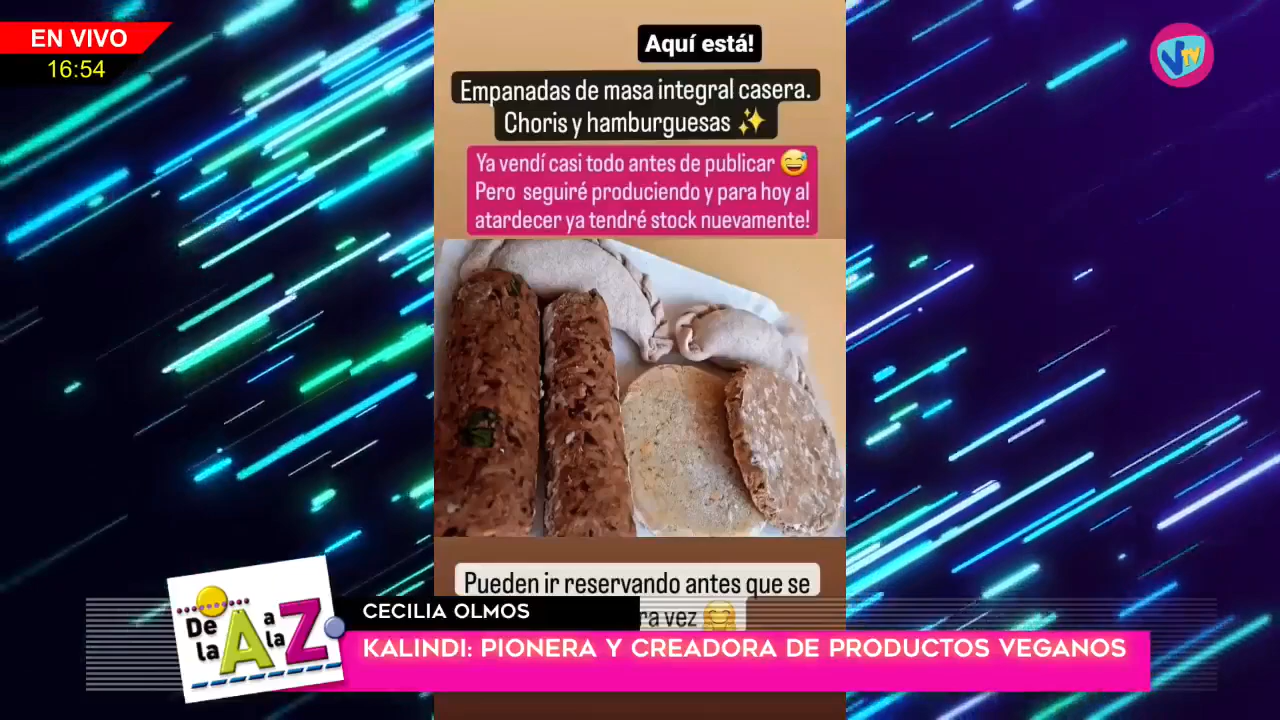 EN VIVO
16:54
VTV
Aquí está!
Empanadas de masa integral casera.
Choris y hamburguesas ✨
Ya vendí casi todo antes de publicar 😅
Pero seguiré produciendo y para hoy al
atardecer ya tendré stock nuevamente!
Pueden ir reservando antes que se
ra vez 🤗
De la A a la Z
CECILIA OLMOS
KALINDI: PIONERA Y CREADORA DE PRODUCTOS VEGANOS